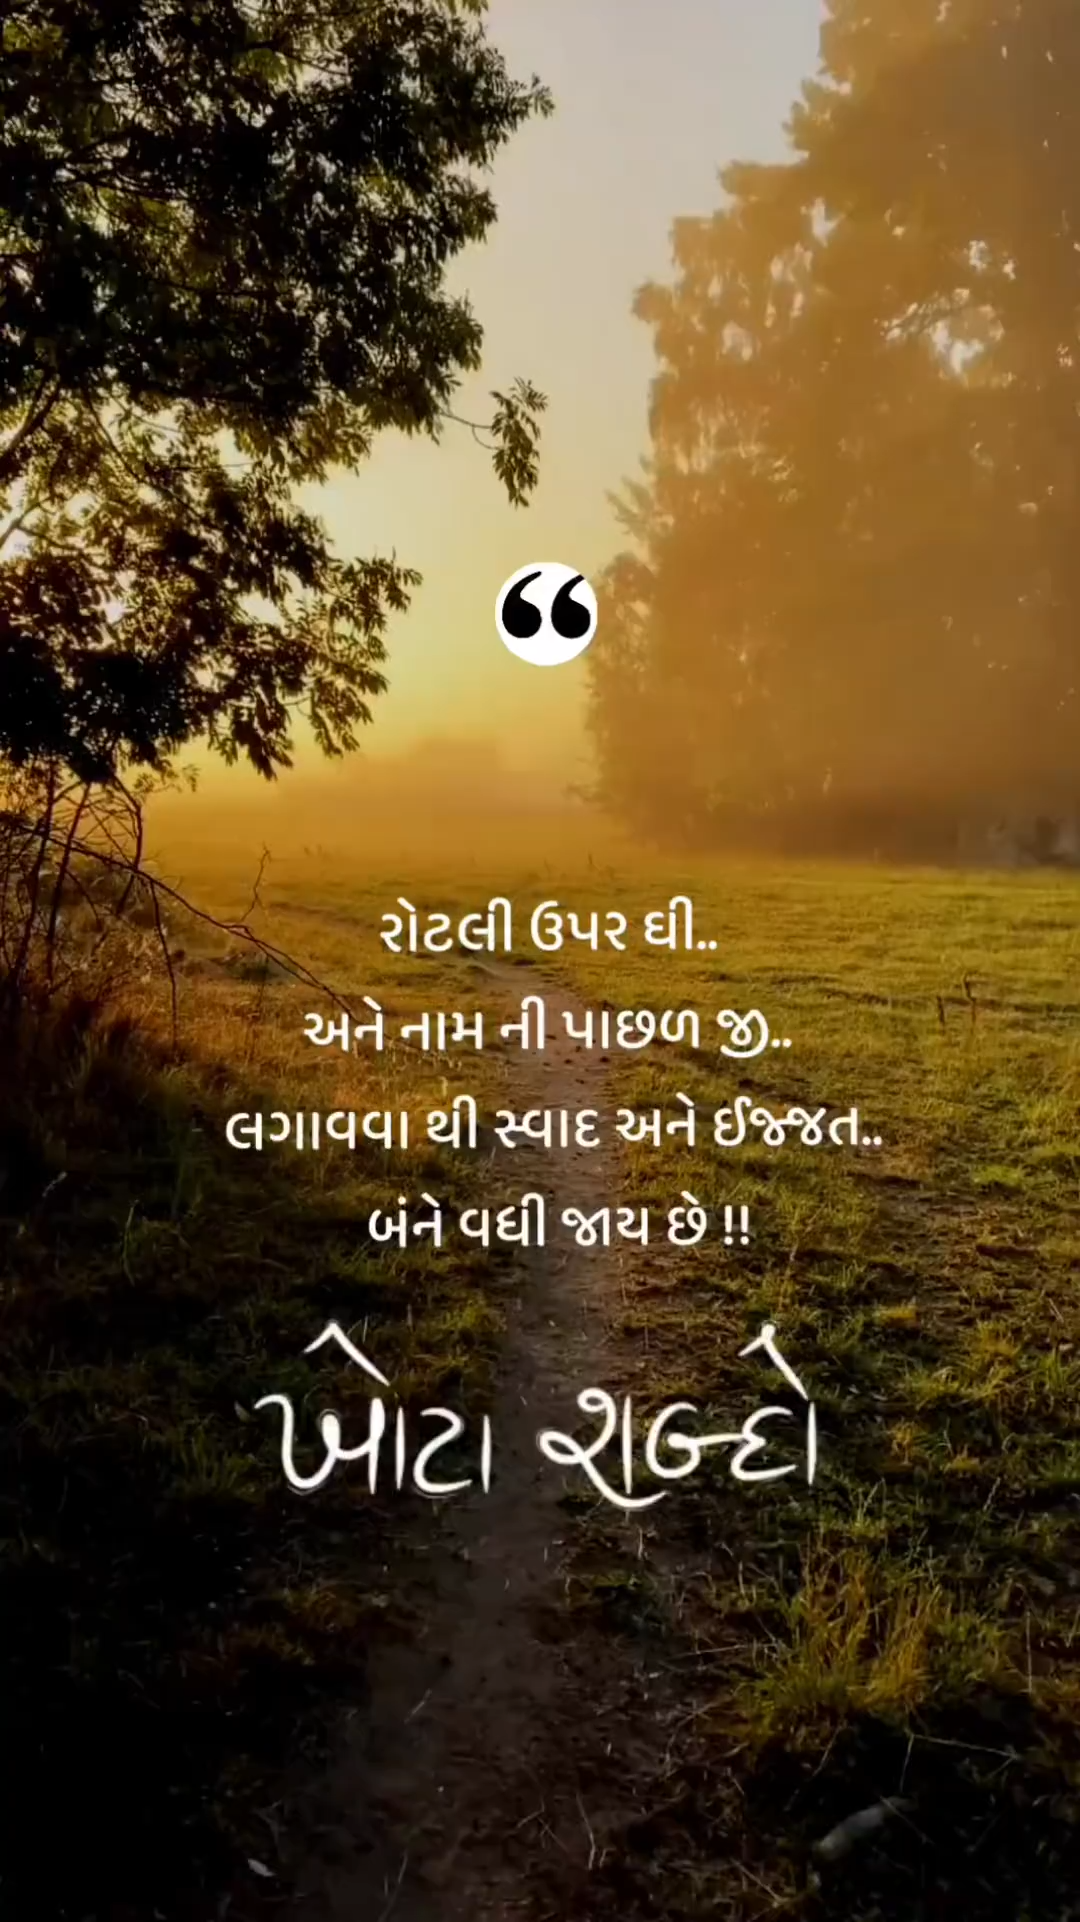 રોટલી ઉપર ઘી..
અને નામ ની પાછળ જી..
લગાવવા થી સ્વાદ અને ઈજ્જત..
બંને વધી જાય છે !!
ખોટા શબ્દો